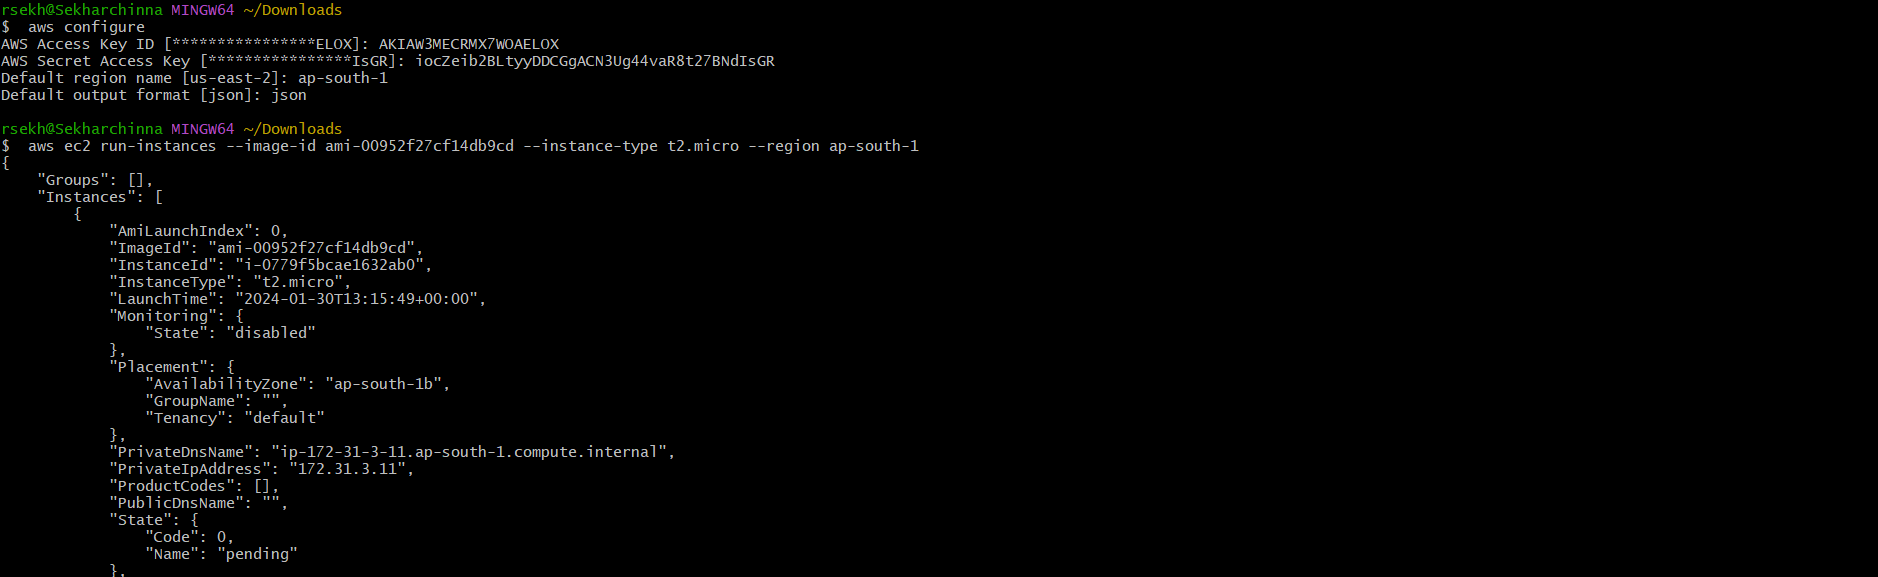 rsekh@Sekharchinna MINGW64 ~/Downloads
$  aws configure
AWS Access Key ID [****************ELOX]: AKIAW3MECRMX7WOAELOX
AWS Secret Access Key [****************IsGR]: 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
Default region name [us-east-2]: ap-south-1
Default output format [json]: json
rsekh@Sekharchinna MINGW64 ~/Downloads
$  aws ec2 run-instances --image-id ami-00952f27cf14db9cd --instance-type t2.micro --region ap-south-1
{
    "Groups": [],
    "Instances": [
        {
            "AmiLaunchIndex": 0,
            "ImageId": "ami-00952f27cf14db9cd",
            "InstanceId": "i-0779f5bcae1632ab0",
            "InstanceType": "t2.micro",
            "LaunchTime": "2024-01-30T13:15:49+00:00",
            "Monitoring": {
                "State": "disabled"
            },
            "Placement": {
                "AvailabilityZone": "ap-south-1b",
                "GroupName": "",
                "Tenancy": "default"
            },
            "PrivateDnsName": "ip-172-31-3-11.ap-south-1.compute.internal",
            "PrivateIpAddress": "172.31.3.11",
            "ProductCodes": [],
            "PublicDnsName": "",
            "State": {
                "Code": 0,
                "Name": "pending"
            },